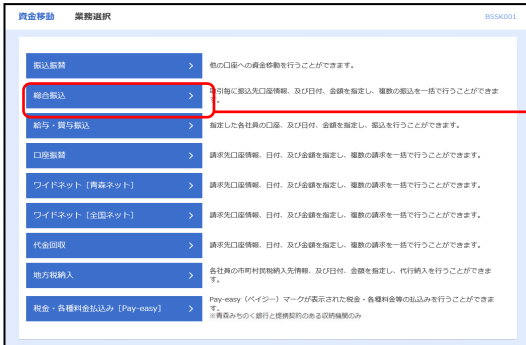 資金移動 業務選択 BSSK001
振込振替 > 他の口座への資金移動を行うことができます。
総合振込 > 取引毎に振込先口座情報、及び日付、金額を指定し、複数の振込を一括で行うことができま
す。
給与・賞与振込 > 指定した各社員の口座、及び日付、金額を指定し、振込を行うことができます。
口座振替 > 請求先口座情報、日付、及び金額を指定し、複数の請求を一括で行うことができます。
ワイドネット［青森ネット］ > 請求先口座情報、日付、及び金額を指定し、複数の請求を一括で行うことができます。
ワイドネット［全国ネット］ > 請求先口座情報、日付、及び金額を指定し、複数の請求を一括で行うことができます。
代金回収 > 請求先口座情報、日付、及び金額を指定し、複数の請求を一括で行うことができます。
地方税納入 > 各社員の市町村民税納入先情報、及び日付、金額を指定し、代行納入を行うことができま
す。
税金・各種料金払込み［Pay-easy］ > Pay-easy（ペイジー）マークが表示された税金・各種料金等の払込みを行うことができま
す。
※青森みちのく銀行と提携契約のある収納機関のみ